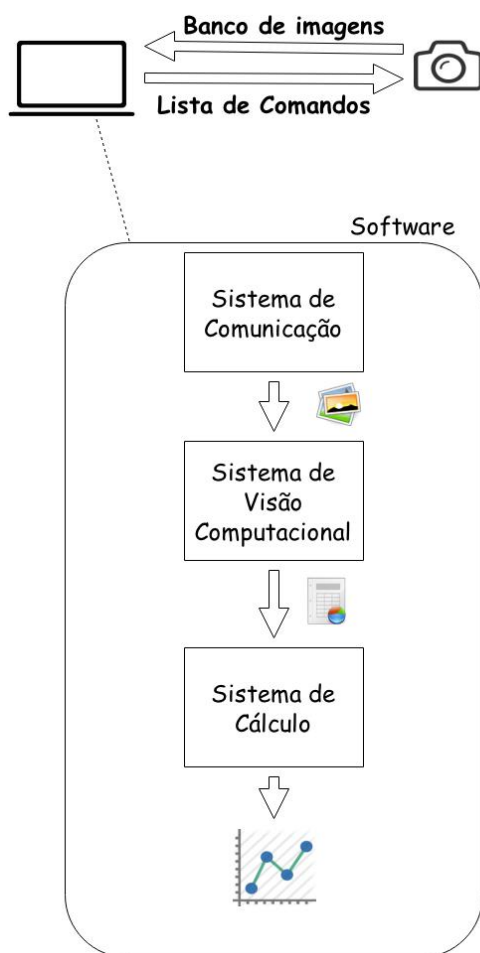 Banco de imagens
Lista de Comandos
Software
Sistema de
Comunicação
Sistema de
Visão
Computacional
Sistema de
Cálculo